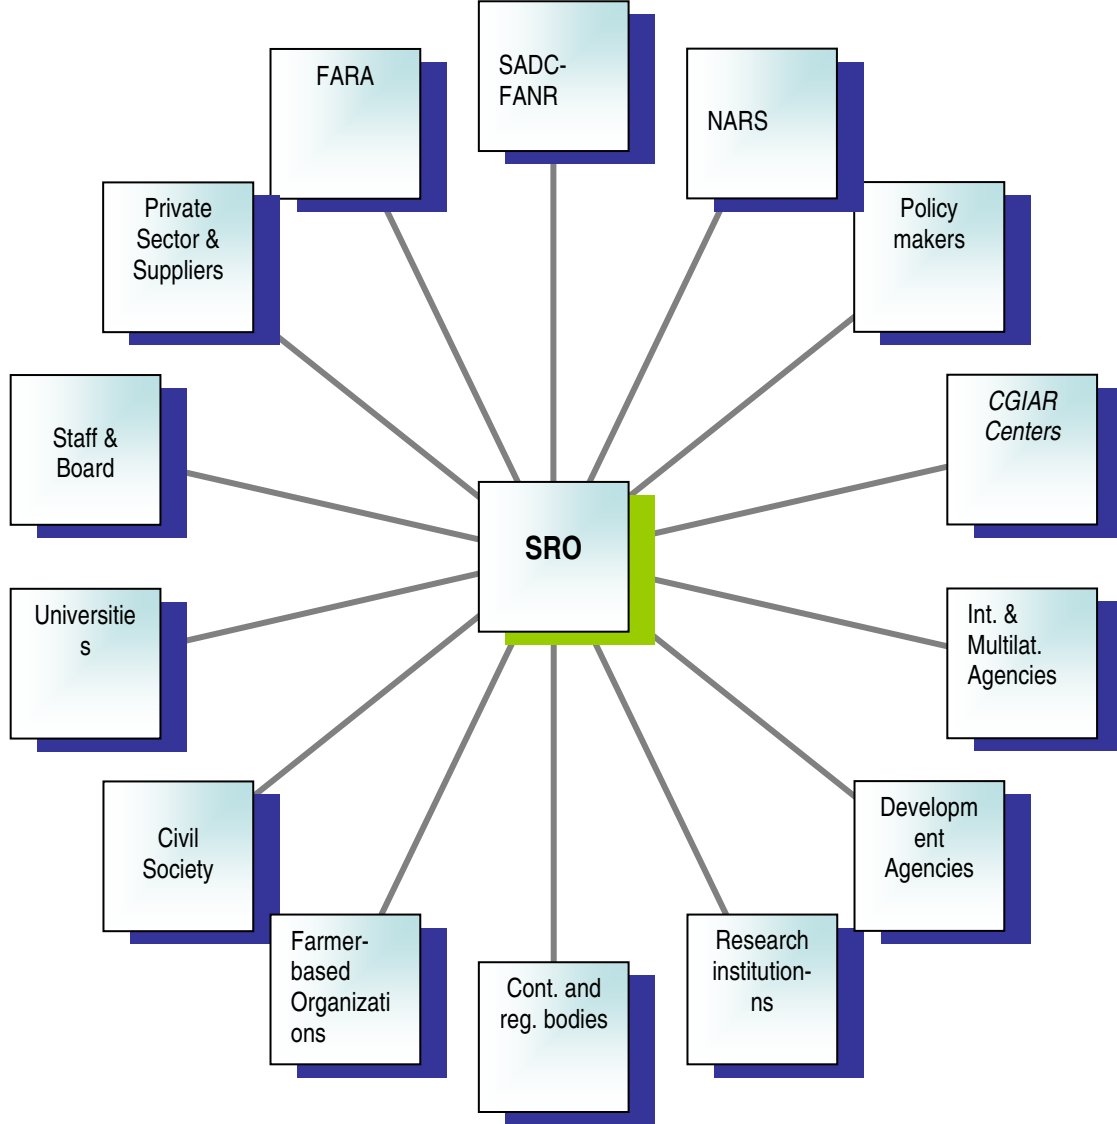 FARA
SADC-
FANR
NARS
Private
Sector &
Suppliers
Policy
makers
Staff &
Board
CGIAR
Centers
SRO
Universitie
s
Int. &
Multilat.
Agencies
Civil
Society
Developm
ent
Agencies
Farmer-
based
Organizati
ons
Cont. and
reg. bodies
Research
institution-
ns